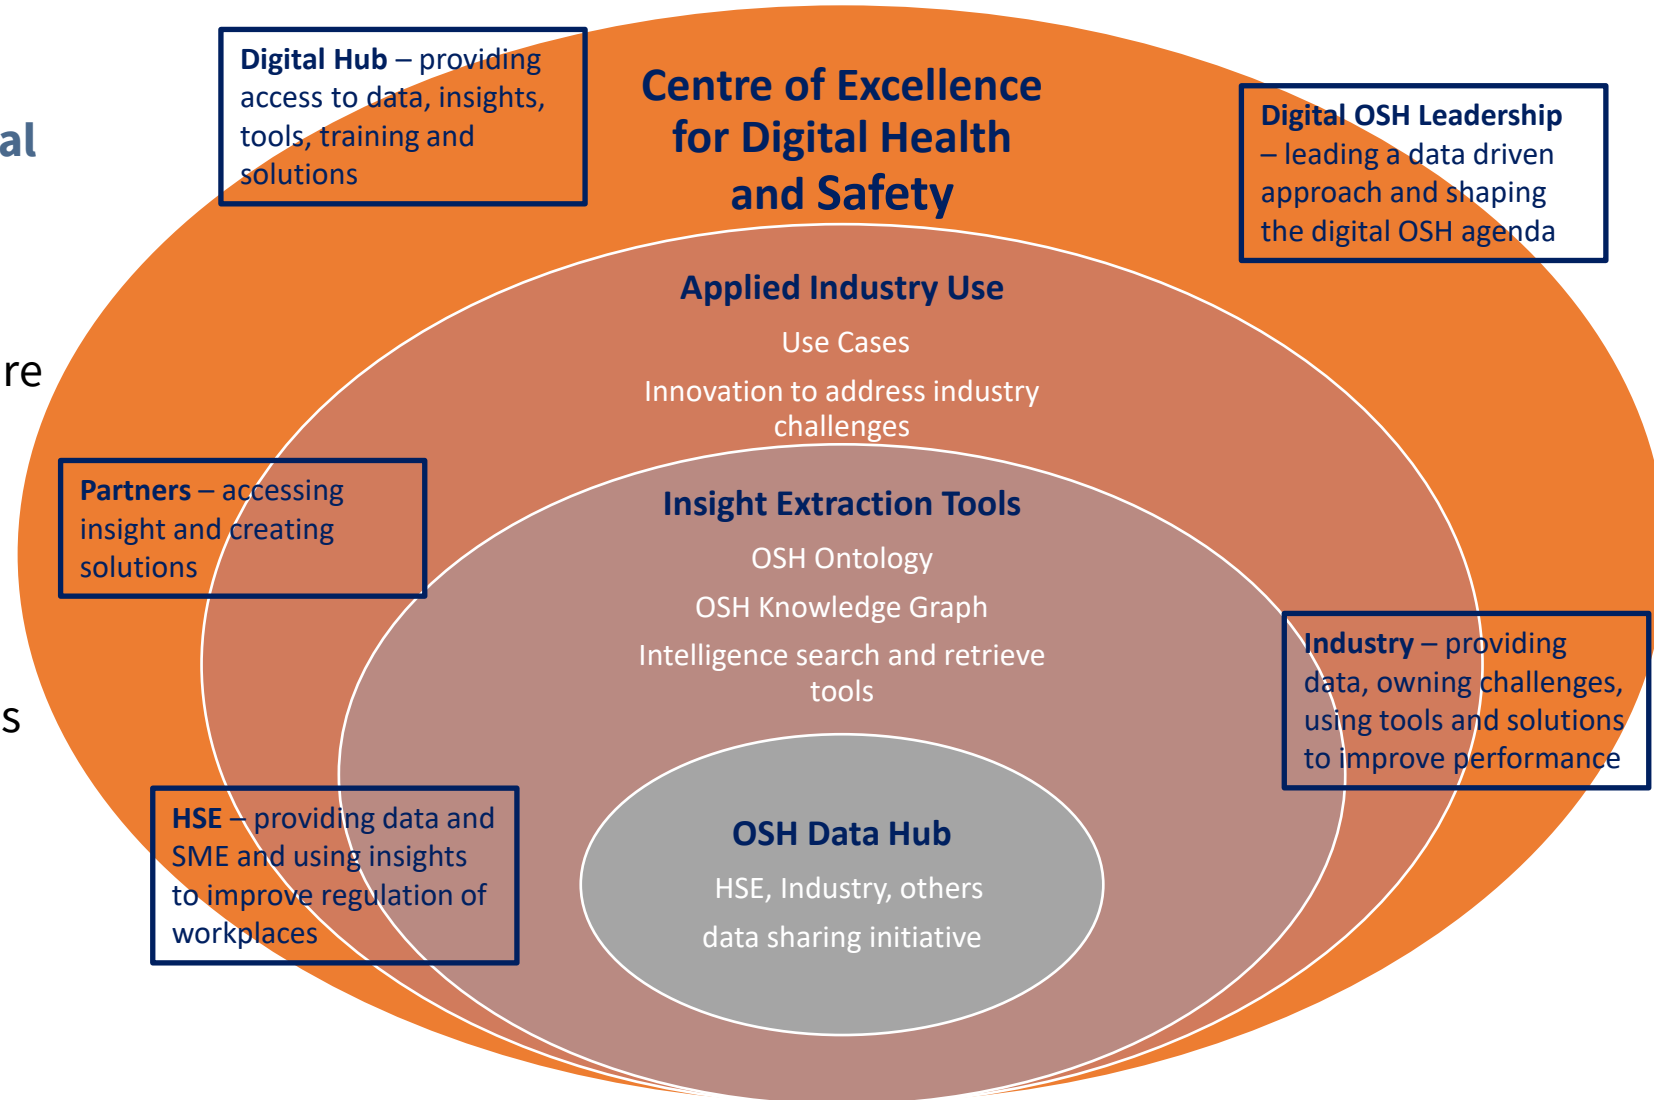 al
re
s
Digital Hub – providing
access to data, insights,
tools, training and
solutions
Centre of Excellence
for Digital Health
and Safety
Digital OSH Leadership
– leading a data driven
approach and shaping
the digital OSH agenda
Applied Industry Use
Use Cases
Innovation to address industry
challenges
Partners – accessing
insight and creating
solutions
Insight Extraction Tools
OSH Ontology
OSH Knowledge Graph
Intelligence search and retrieve
tools
Industry – providing
data, owning challenges,
using tools and solutions
to improve performance
HSE – providing data and
SME and using insights
to improve regulation of
workplaces
OSH Data Hub
HSE, Industry, others
data sharing initiative